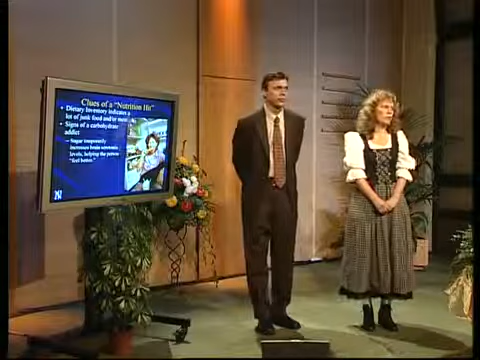 Clues of a "Nutrition Hit"
• Dietary Inventory indicates a
lot of junk food and/or meat
• Signs of a carbohydrate
addict
– Sugar temporarily
increases brain serotonin
levels, helping the person
"feel better."
N